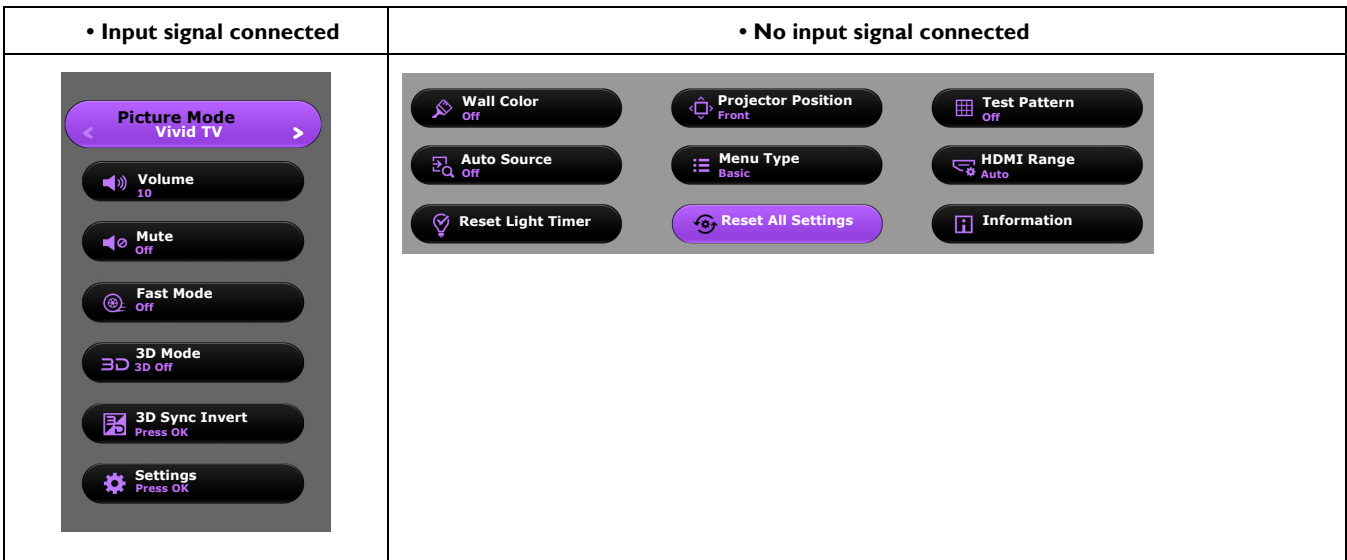 • Input signal connected
• No input signal connected
Picture Mode
< Vivid TV >
Volume
10
Mute
Off
Fast Mode
Off
3D Mode
3D 3D Off
3D Sync Invert
Press OK
Settings
Press OK
Wall Color
Off
Projector Position
Front
Test Pattern
Off
Auto Source
Off
Menu Type
Basic
HDMI Range
Auto
Reset Light Timer
Reset All Settings
Information